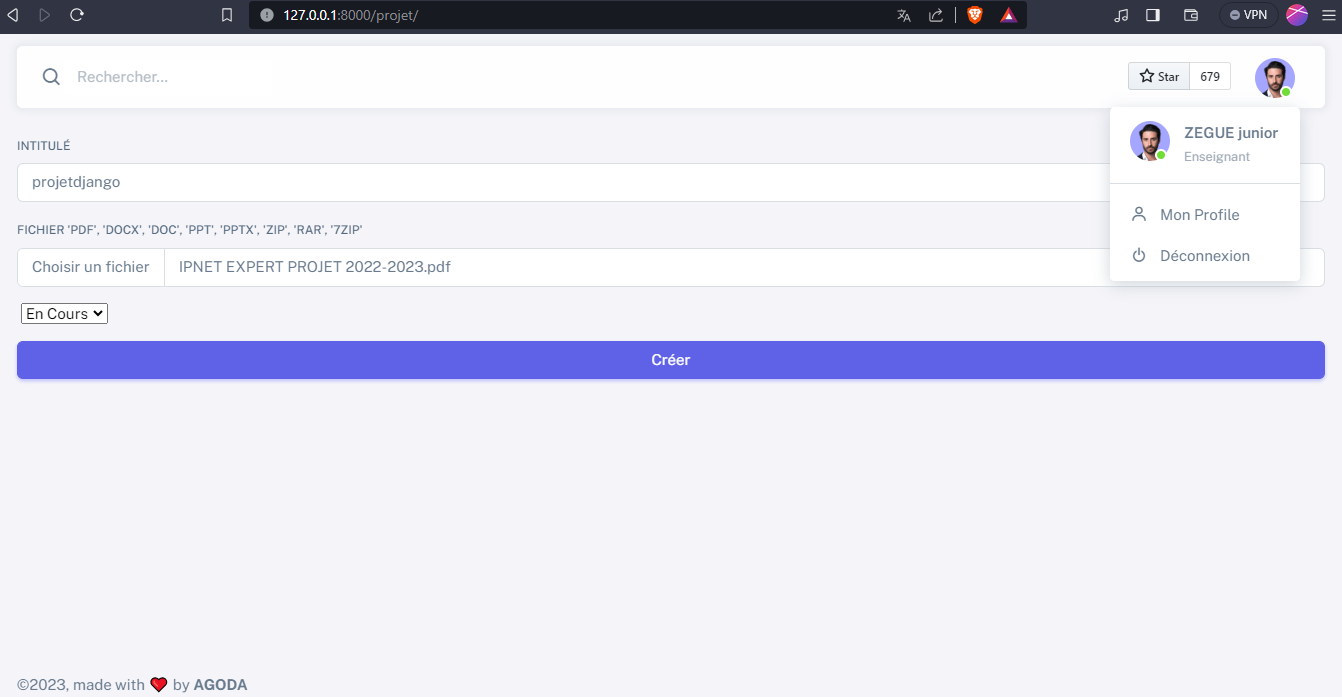 127.0.0.1:8000/projet/
VPN
Rechercher...
Star 679
ZEGUE junior
Enseignant
Mon Profile
Déconnexion
INTITULÉ
projetdjango
FICHIER 'PDF', 'DOCX', 'DOC', 'PPT', 'PPTX', 'ZIP', 'RAR', '7ZIP'
Choisir un fichier IPNET EXPERT PROJET 2022-2023.pdf
En Cours
Créer
©2023, made with ❤️ by AGODA